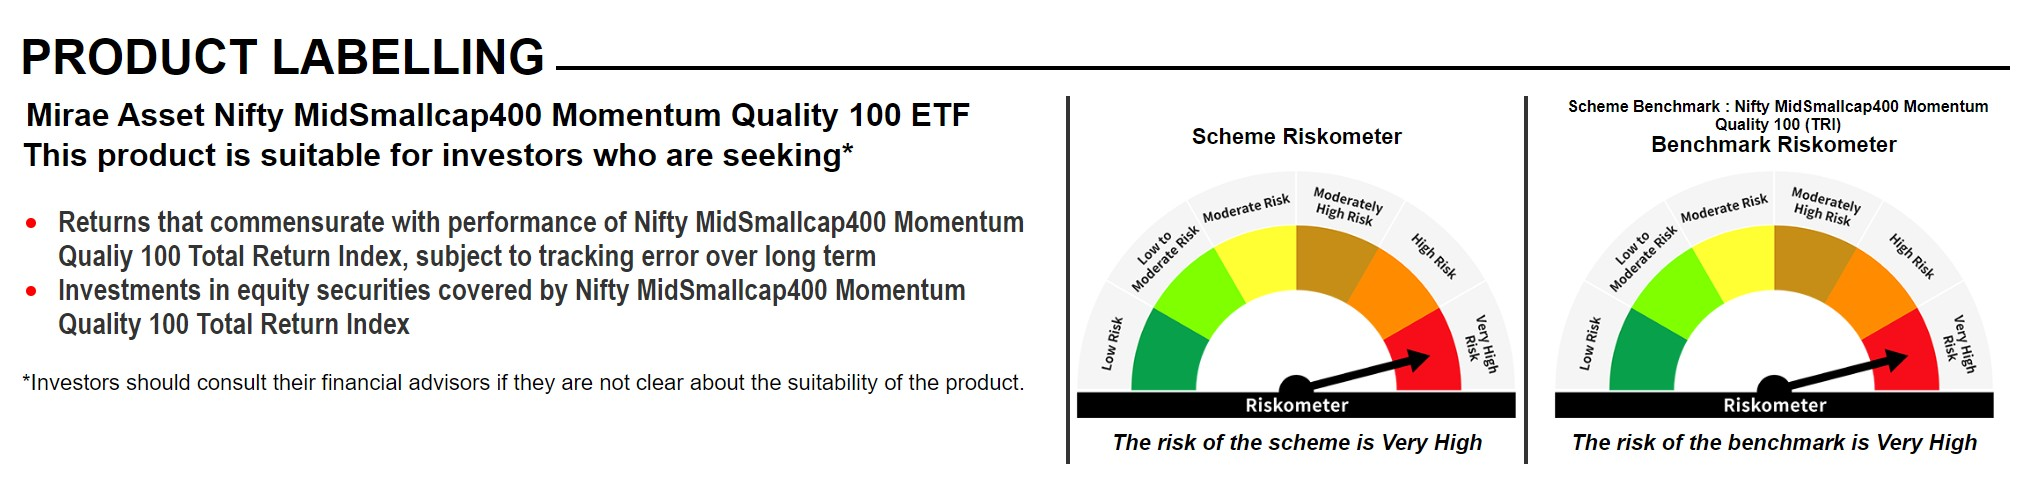 PRODUCT LABELLING
Mirae Asset Nifty MidSmallcap400 Momentum Quality 100 ETF
This product is suitable for investors who are seeking*
• Returns that commensurate with performance of Nifty MidSmallcap400 Momentum
Qualiy 100 Total Return Index, subject to tracking error over long term
• Investments in equity securities covered by Nifty MidSmallcap400 Momentum
Quality 100 Total Return Index
*Investors should consult their financial advisors if they are not clear about the suitability of the product.
Scheme Riskometer
Low Risk
Low to
Moderate Risk
Moderate Risk
Moderately
High Risk
High Risk
Very High
Risk
Riskometer
The risk of the scheme is Very High
Scheme Benchmark : Nifty MidSmallcap400 Momentum
Quality 100 (TRI)
Benchmark Riskometer
Low Risk
Low to
Moderate Risk
Moderate Risk
Moderately
High Risk
High Risk
Very High
Risk
Riskometer
The risk of the benchmark is Very High